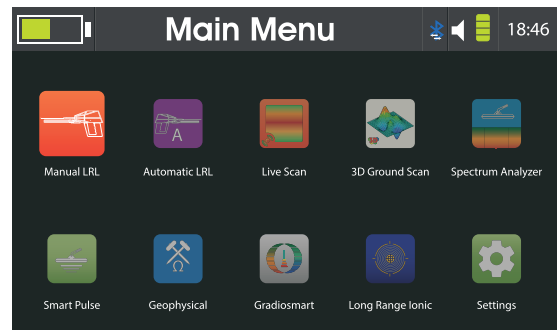 Main Menu
18:46
A
Manual LRL
Automatic LRL
Live Scan
3D Ground Scan
Spectrum Analyzer
Ω
Smart Pulse
Geophysical
Gradiosmart
Long Range Ionic
Settings